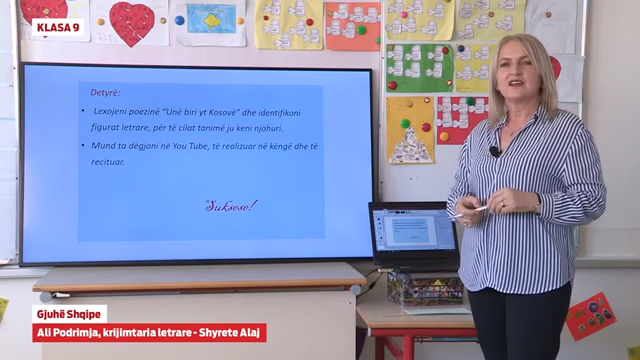 KLASA 9
Detyrë:
• Lexojeni poezinë “Unë biri yt Kosovë” dhe identifikoni
figurat letrare, për të cilat tanimë ju keni njohuri.
• Mund ta dëgjoni në You Tube, të realizuar në këngë dhe të
recituar.
Suksese!
Gjuhë Shqipe
Ali Podrimja, krijimtaria letrare - Shyrete Alaj